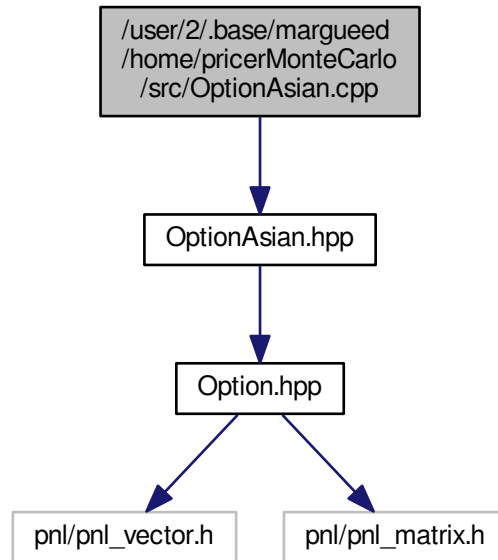 /user/2/.base/margueed
/home/pricerMonteCarlo
/src/OptionAsian.cpp
OptionAsian.hpp
Option.hpp
pnl/pnl_vector.h
pnl/pnl_matrix.h